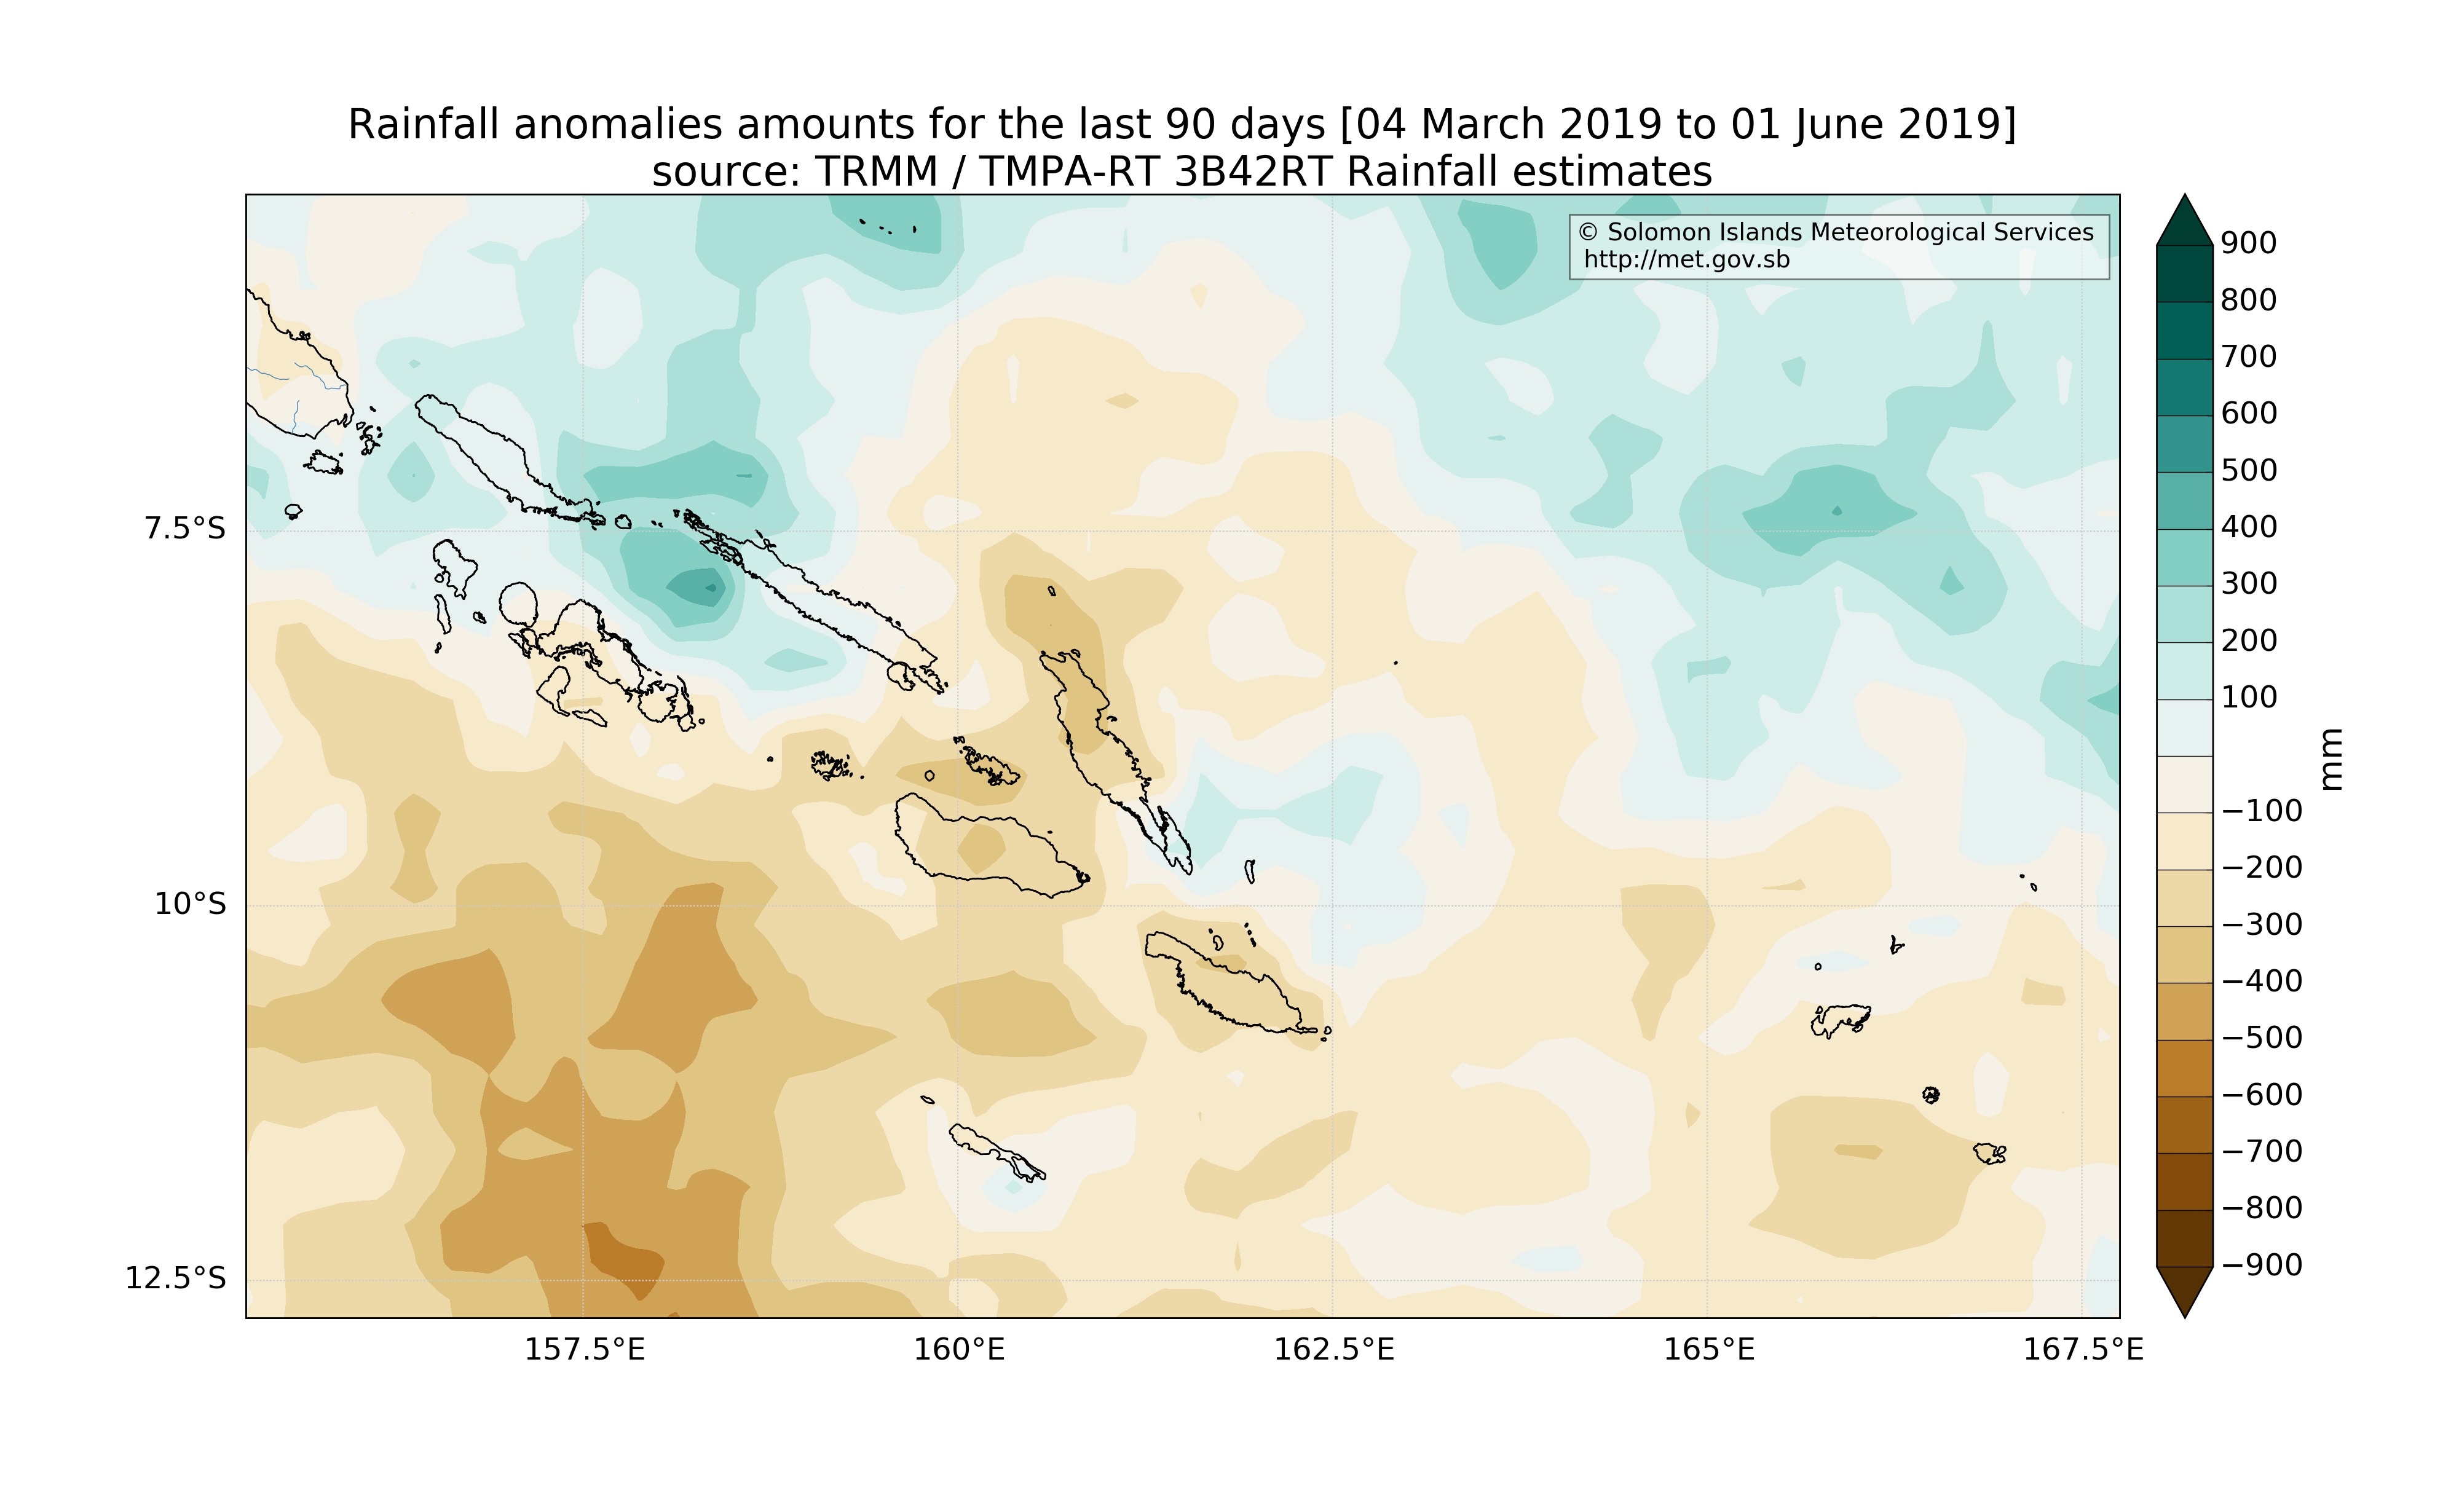 Rainfall anomalies amounts for the last 90 days [04 March 2019 to 01 June 2019]
source: TRMM / TMPA-RT 3B42RT Rainfall estimates
© Solomon Islands Meteorological Services
http://met.gov.sb
7.5°S
10°S
12.5°S
157.5°E
160°E
162.5°E
165°E
167.5°E
900
800
700
600
500
400
300
200
100
−100
−200
−300
−400
−500
−600
−700
−800
−900
mm